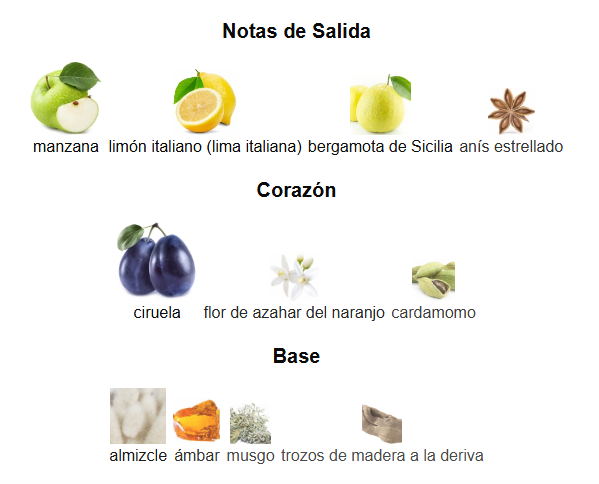 Notas de Salida
manzana limón italiano (lima italiana) bergamota de Sicilia anís estrellado
Corazón
ciruela flor de azahar del naranjo cardamomo
Base
almizcle ámbar musgo trozos de madera a la deriva